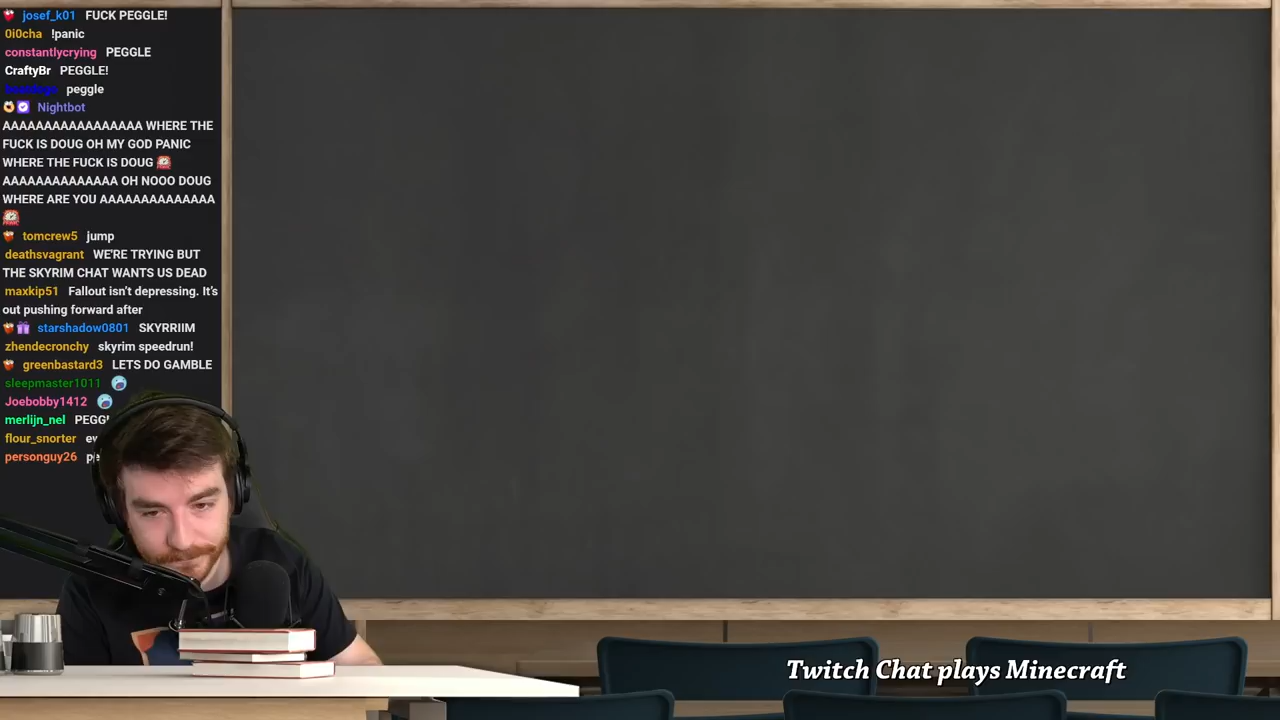 josef_k01 FUCK PEGGLE!
0i0cha !panic
constantlycrying PEGGLE
CraftyBr PEGGLE!
peggle
Nightbot
AAAAAAAAAAAAAAAAA WHERE THE
FUCK IS DOUG OH MY GOD PANIC
WHERE THE FUCK IS DOUG
AAAAAAAAAAAAAA OH NOOO DOUG
WHERE ARE YOU AAAAAAAAAAAAAA
tomcrew5 jump
deathsvagrant WE'RE TRYING BUT
THE SKYRIM CHAT WANTS US DEAD
maxkip51 Fallout isn't depressing. It's
out pushing forward after
starshadow0801 SKYRRIIM
zhendecronchy skyrim speedrun!
greenbastard3 LETS DO GAMBLE
sleepmaster1011
Joebobby1412
merlijn_nel
flour_snorter
personguy26
Twitch Chat plays Minecraft